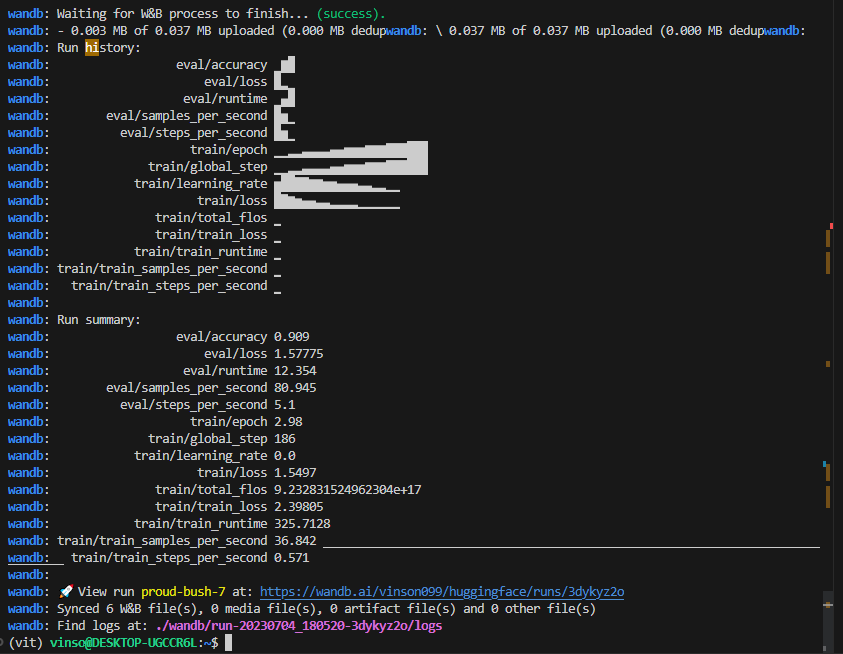 wandb: Waiting for W&B process to finish... (success).
wandb: - 0.003 MB of 0.037 MB uploaded (0.000 MB dedupwandb: \ 0.037 MB of 0.037 MB uploaded (0.000 MB dedupwandb:
wandb: Run history:
wandb: eval/accuracy
wandb: eval/loss
wandb: eval/runtime
wandb: eval/samples_per_second
wandb: eval/steps_per_second
wandb: train/epoch
wandb: train/global_step
wandb: train/learning_rate
wandb: train/loss
wandb: train/total_flos
wandb: train/train_loss
wandb: train/train_runtime
wandb: train/train_samples_per_second
wandb: train/train_steps_per_second
wandb:
wandb: Run summary:
wandb: eval/accuracy 0.909
wandb: eval/loss 1.57775
wandb: eval/runtime 12.354
wandb: eval/samples_per_second 80.945
wandb: eval/steps_per_second 5.1
wandb: train/epoch 2.98
wandb: train/global_step 186
wandb: train/learning_rate 0.0
wandb: train/loss 1.5497
wandb: train/total_flos 9.232831524962304e+17
wandb: train/train_loss 2.39805
wandb: train/train_runtime 325.7128
wandb: train/train_samples_per_second 36.842
wandb: train/train_steps_per_second 0.571
wandb:
wandb: 🚀 View run proud-bush-7 at: https://wandb.ai/vinson099/huggingface/runs/3dykyz2o
wandb: Synced 6 W&B file(s), 0 media file(s), 0 artifact file(s) and 0 other file(s)
wandb: Find logs at: ./wandb/run-20230704_180520-3dykyz2o/logs
(vit) vinso@DESKTOP-UGCCR6L:~$